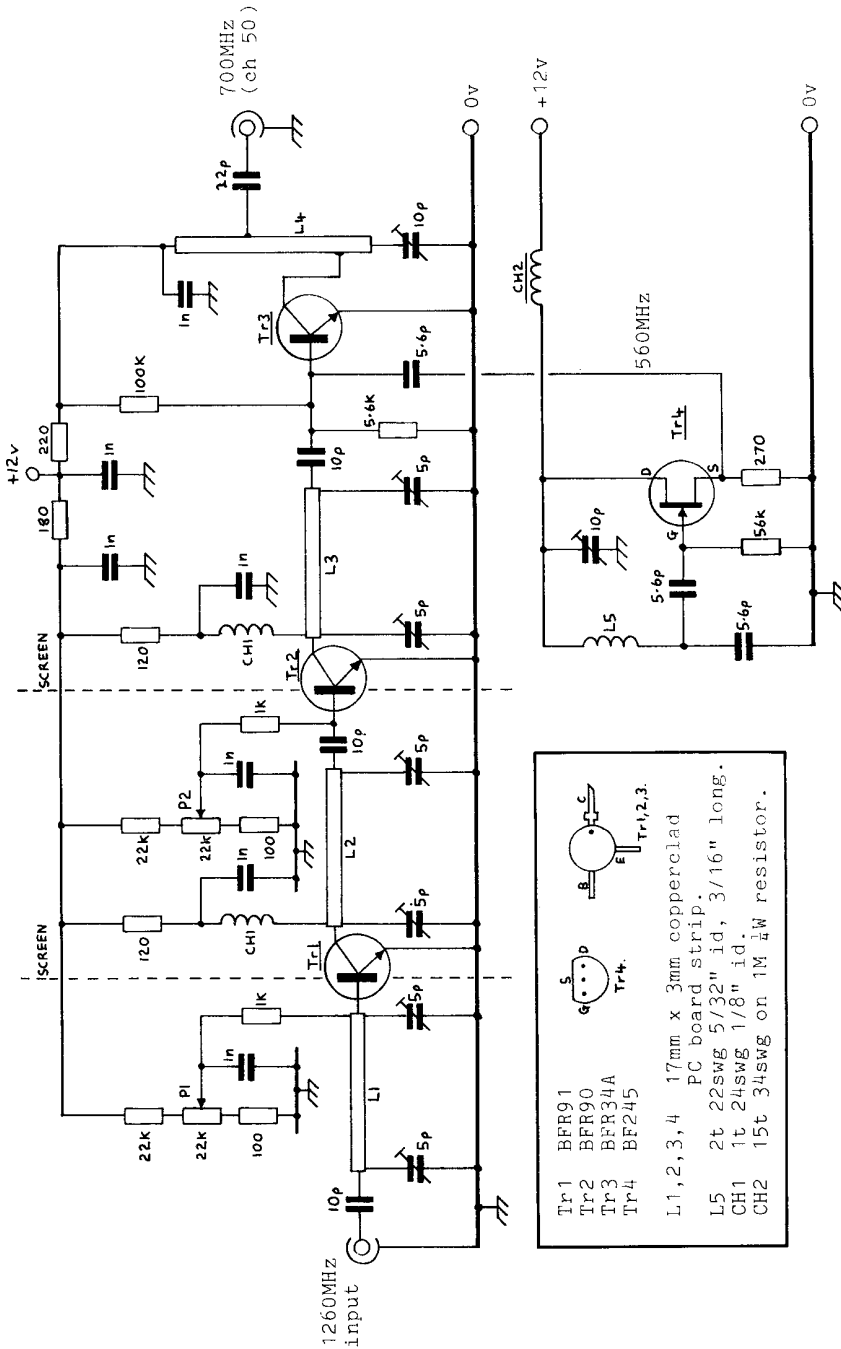 SCREEN
SCREEN
+12v
180
220
1n
1n
22k
P1
22k
100
1n
1k
120
CH1
1n
22k
P2
22k
100
1n
1k
120
CH1
1n
100K
1n
22p
700MHz
(ch 50)
1260MHz
input
10p
L1
5p
5p
Tr1
L2
5p
5p
10p
Tr2
L3
5p
5p
10p
5.6k
5.6p
Tr3
L4
10p
0v
560MHz
+12v
CH2
10p
L5
5.6p
5.6p
56k
270
G
D
S
Tr4
0v
Tr1 BFR91
Tr2 BFR90
Tr3 BFR34A
Tr4 BF245
S
G
D
Tr4.
B
C
E
Tr1,2,3.
L1,2,3,4 17mm x 3mm copperclad
PC board strip.
L5 2t 22swg 5/32" id, 3/16" long.
CH1 1t 24swg 1/8" id.
CH2 15t 34swg on 1M ¼W resistor.